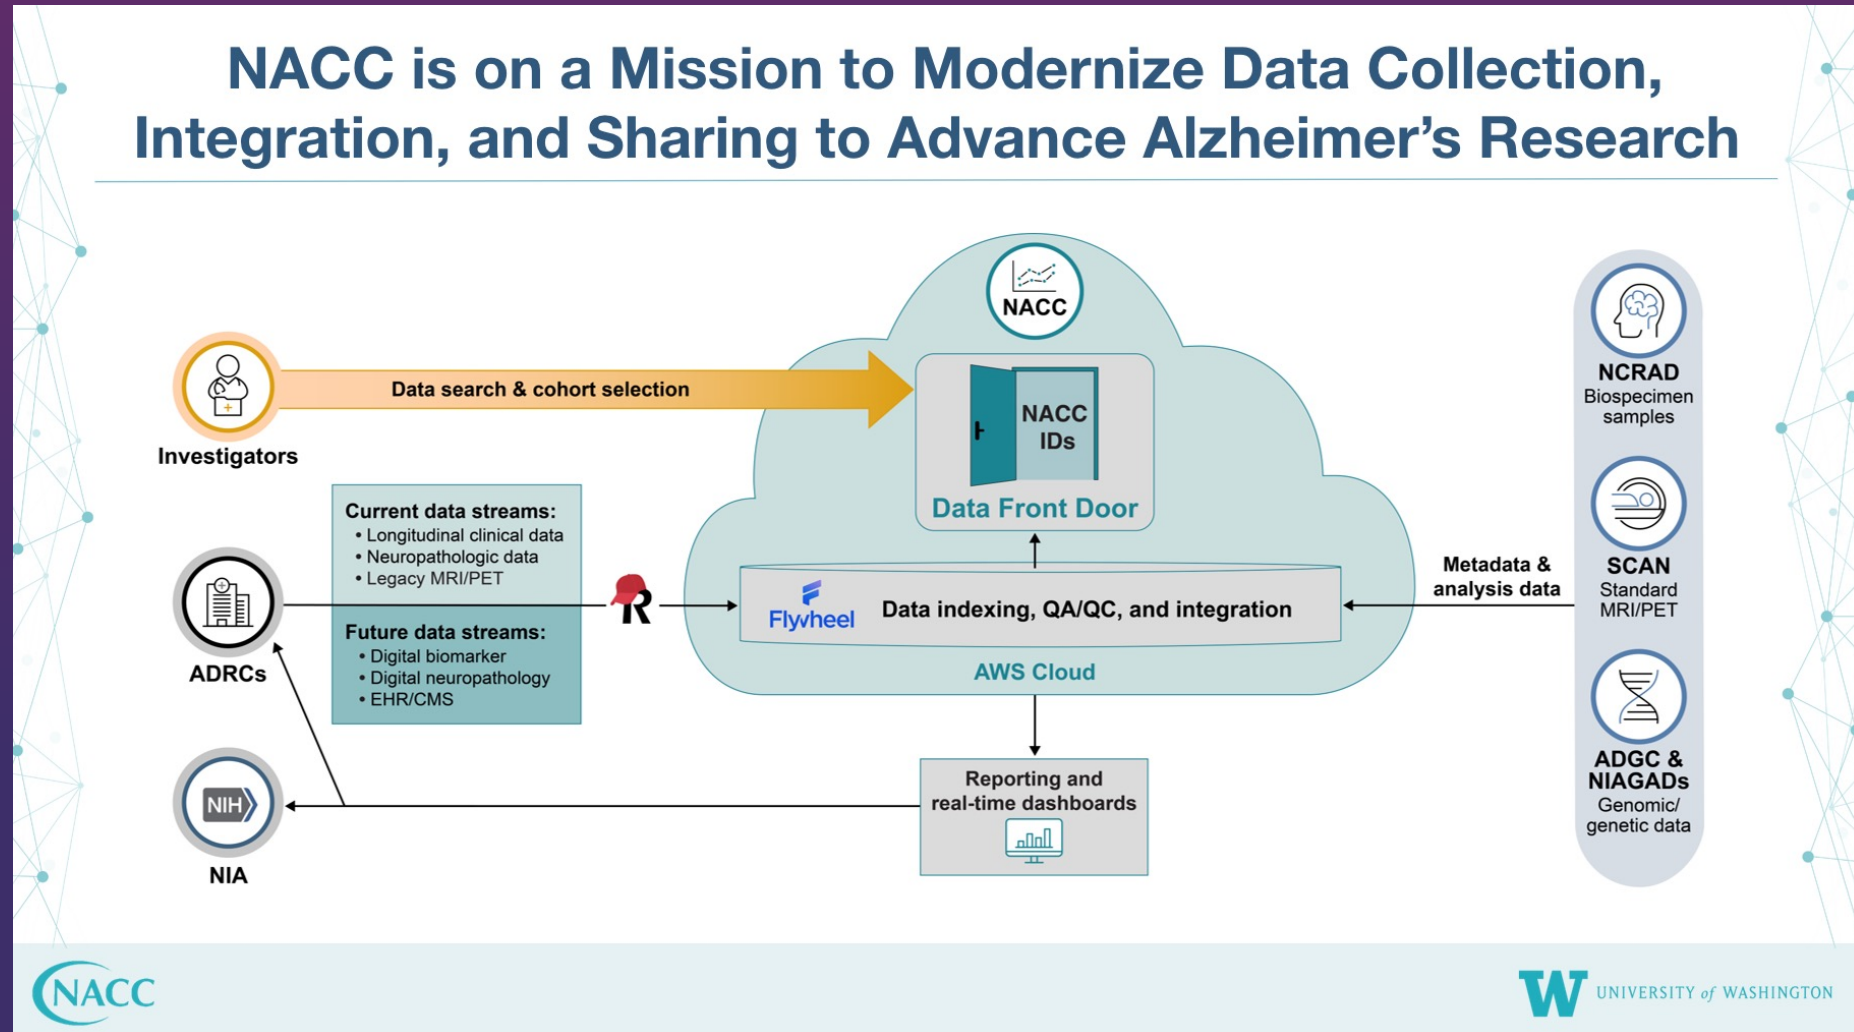 NACC is on a Mission to Modernize Data Collection,
Integration, and Sharing to Advance Alzheimer's Research
NACC
Data search & cohort selection
Investigators
NACC
IDs
Data Front Door
Current data streams:
• Longitudinal clinical data
• Neuropathologic data
• Legacy MRI/PET
Future data streams:
• Digital biomarker
• Digital neuropathology
• EHR/CMS
ADRCs
R
Flywheel
Data indexing, QA/QC, and integration
AWS Cloud
Metadata &
analysis data
NCRAD
Biospecimen
samples
SCAN
Standard
MRI/PET
ADGC &
NIAGADs
Genomic/
genetic data
Reporting and
real-time dashboards
NIH
NIA
NACC
W UNIVERSITY of WASHINGTON